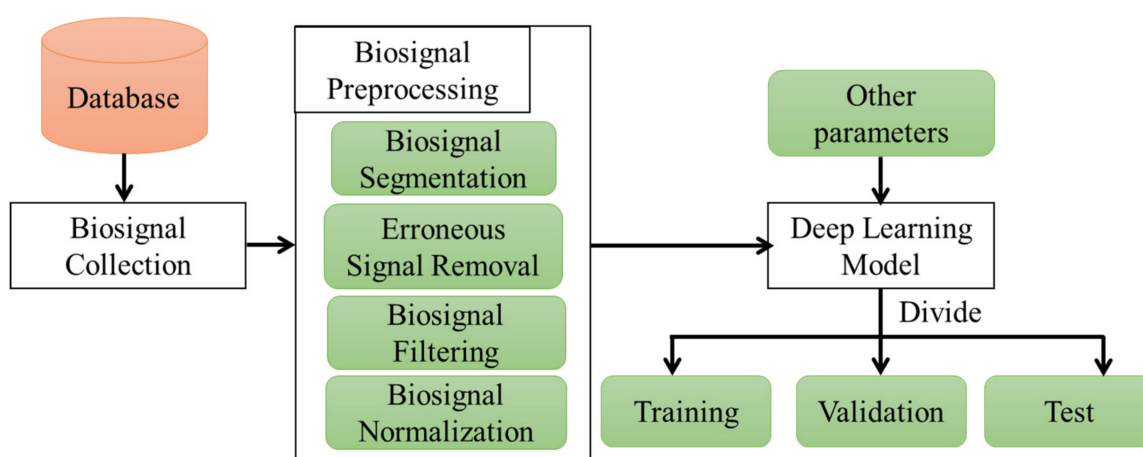 Database
Biosignal
Collection
Biosignal
Preprocessing
Biosignal
Segmentation
Erroneous
Signal Removal
Biosignal
Filtering
Biosignal
Normalization
Other
parameters
Deep Learning
Model
Divide
Training
Validation
Test